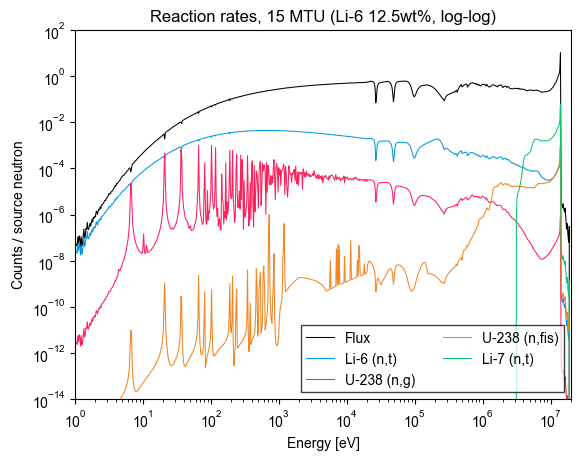 Reaction rates, 15 MTU (Li-6 12.5wt%, log-log)
Counts / source neutron
10^2
10^0
10^−2
10^−4
10^−6
10^−8
10^−10
10^−12
10^−14
Flux
Li-6 (n,t)
U-238 (n,g)
U-238 (n,fis)
Li-7 (n,t)
10^0 10^1 10^2 10^3 10^4 10^5 10^6 10^7
Energy [eV]